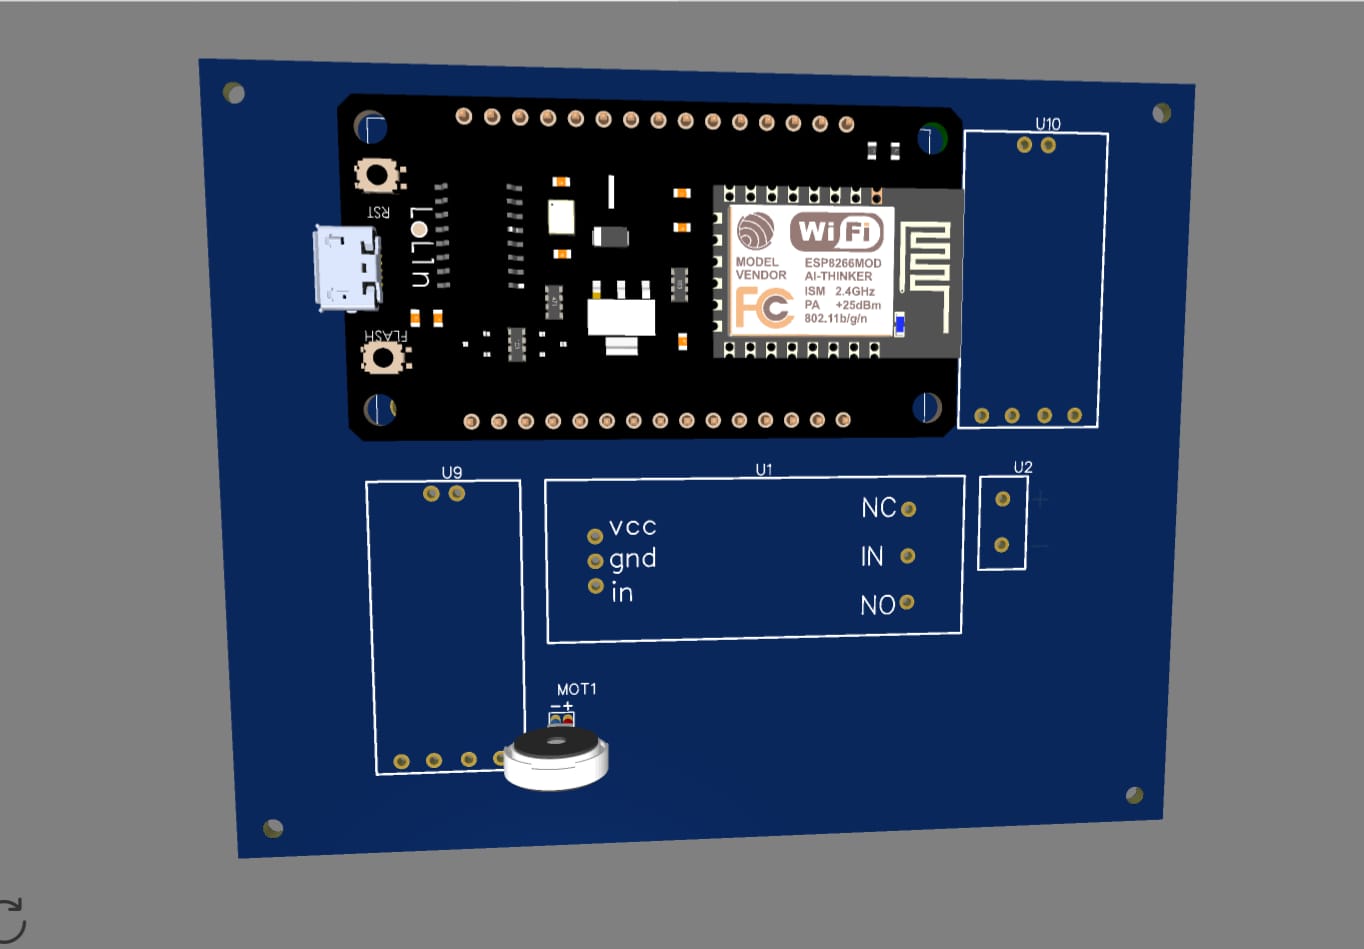 U10
RST
LoLin
WiFi
MODEL ESP8266MOD
VENDOR AI-THINKER
ISM 2.4GHz
FC PA +25dBm
802.11b/g/n
FLASH
U9
U1
U2
vcc
gnd
in
NC
IN
NO
+
-
MOT1
-+